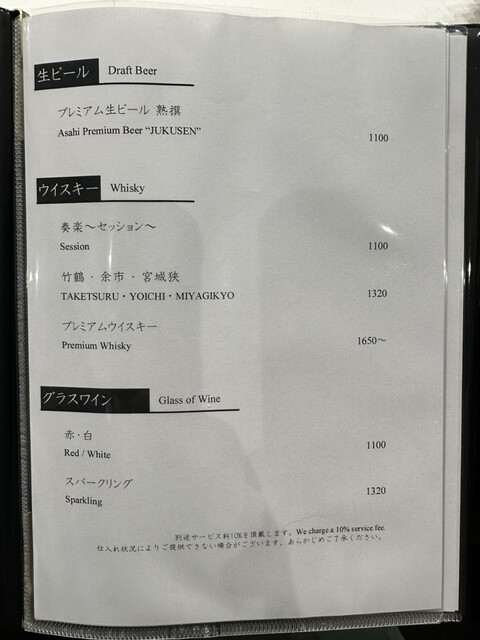 生ビール Draft Beer
プレミアム生ビール 熟撰
Asahi Premium Beer “JUKUSEN” 1100
ウイスキー Whisky
奏楽～セッション～
Session 1100
竹鶴・余市・宮城狭
TAKETSURU・YOICHI・MIYAGIKYO 1320
プレミアムウイスキー
Premium Whisky 1650～
グラスワイン Glass of Wine
赤・白
Red / White 1100
スパークリング
Sparkling 1320
別途サービス料10%を頂戴します。We charge a 10% service fee.
仕入れ状況によりご提供できない場合がございます。あらかじめご了承ください。